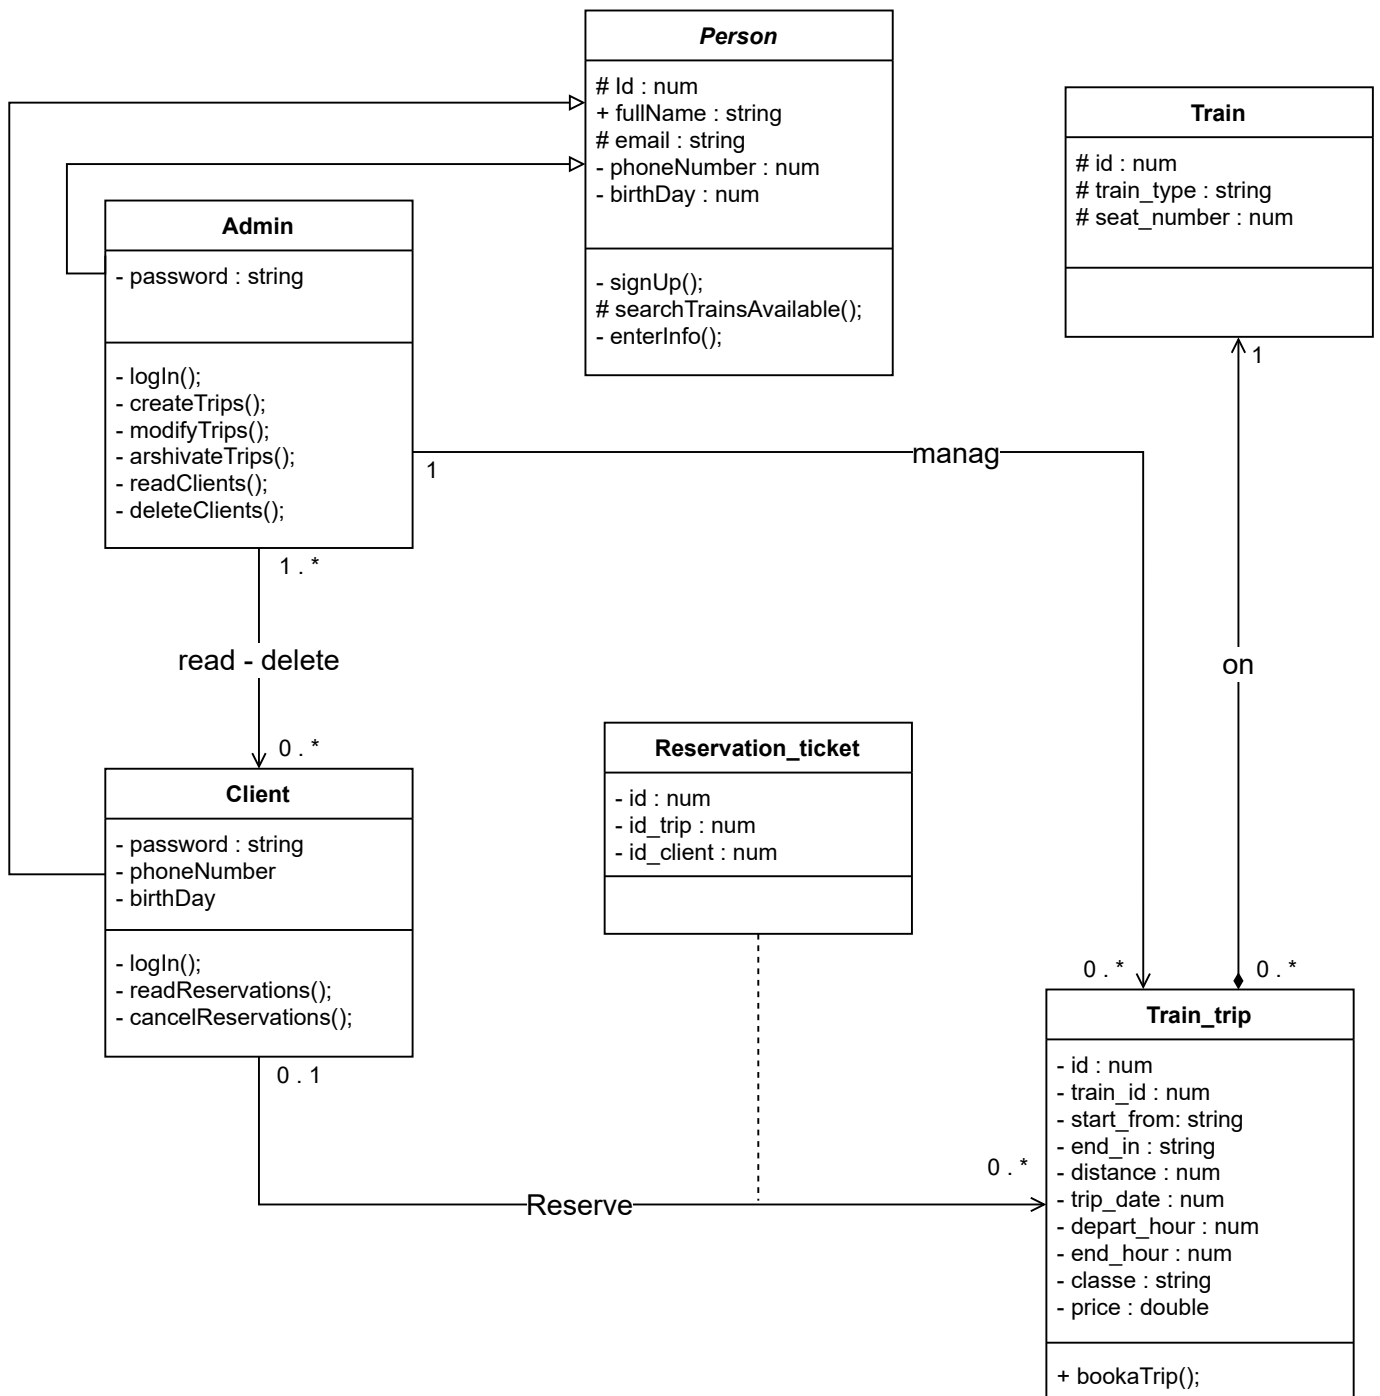 Person
# Id : num
+ fullName : string
# email : string
- phoneNumber : num
- birthDay : num
- signUp();
# searchTrainsAvailable();
- enterInfo();
Train
# id : num
# train_type : string
# seat_number : num
1
Admin
- password : string
- logIn();
- createTrips();
- modifyTrips();
- arshivateTrips();
- readClients();
- deleteClients();
1
manag
1 . *
read - delete
0 . *
on
Client
- password : string
- phoneNumber
- birthDay
- logIn();
- readReservations();
- cancelReservations();
0 . 1
Reservation_ticket
- id : num
- id_trip : num
- id_client : num
Reserve
0 . *
0 . *
0 . *
Train_trip
- id : num
- train_id : num
- start_from: string
- end_in : string
- distance : num
- trip_date : num
- depart_hour : num
- end_hour : num
- classe : string
- price : double
+ bookaTrip();